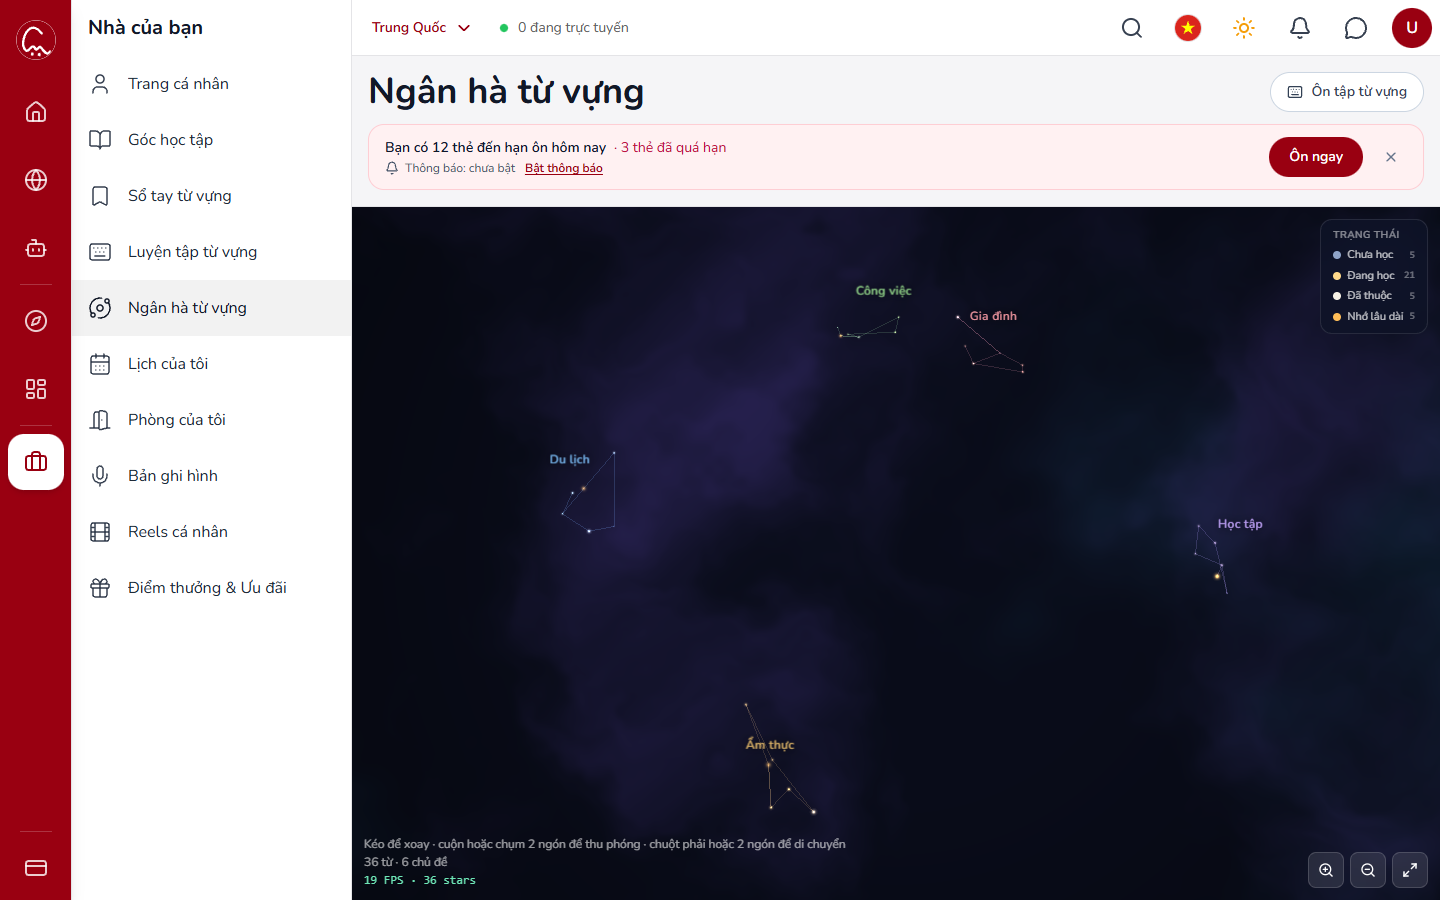 Nhà của bạn
Trang cá nhân
Góc học tập
Sổ tay từ vựng
Luyện tập từ vựng
Ngân hà từ vựng
Lịch của tôi
Phòng của tôi
Bản ghi hình
Reels cá nhân
Điểm thưởng & Ưu đãi
Trung Quốc
0 đang trực tuyến
U
Ngân hà từ vựng
Ôn tập từ vựng
Bạn có 12 thẻ đến hạn ôn hôm nay · 3 thẻ đã quá hạn
Thông báo: chưa bật Bật thông báo
Ôn ngay
TRẠNG THÁI
Chưa học 5
Đang học 21
Đã thuộc 5
Nhớ lâu dài 5
Công việc
Gia đình
Du lịch
Học tập
Ẩm thực
Kéo để xoay · cuộn hoặc chụm 2 ngón để thu phóng · chuột phải hoặc 2 ngón để di chuyển
36 từ · 6 chủ đề
19 FPS · 36 stars